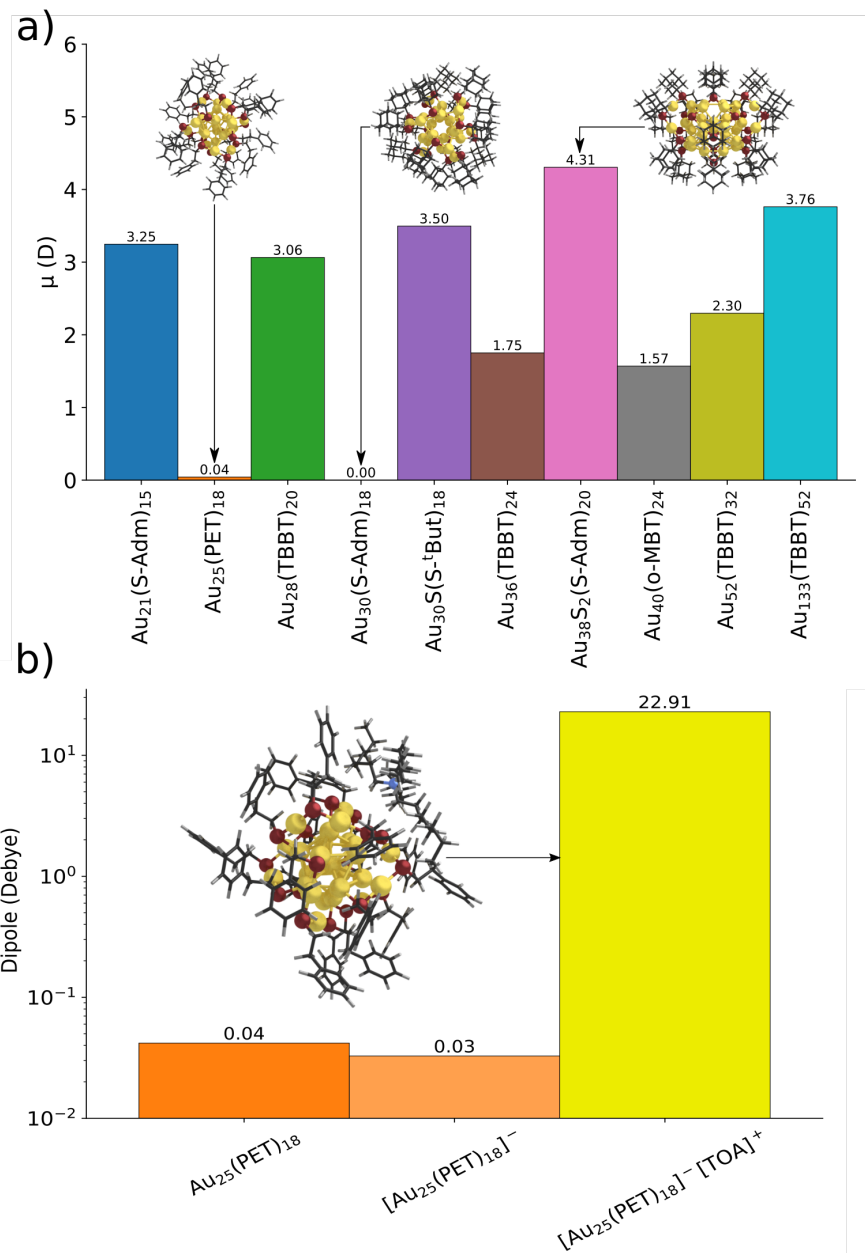 a)
6
5
4
3
2
1
0
μ (D)
3.25
0.04
3.06
0.00
3.50
1.75
4.31
1.57
2.30
3.76
Au₂₁(S-Adm)₁₅
Au₂₅(PET)₁₈
Au₂₈(TBBT)₂₀
Au₃₀(S-Adm)₁₈
Au₃₀S(S-ᵗBut)₁₈
Au₃₆(TBBT)₂₄
Au₃₈S₂(S-Adm)₂₀
Au₄₀(o-MBT)₂₄
Au₅₂(TBBT)₃₂
Au₁₃₃(TBBT)₅₂
b)
10¹
10⁰
10⁻¹
10⁻²
Dipole (Debye)
0.04
0.03
22.91
Au₂₅(PET)₁₈
[Au₂₅(PET)₁₈]⁻
[Au₂₅(PET)₁₈]⁻[TOA]⁺